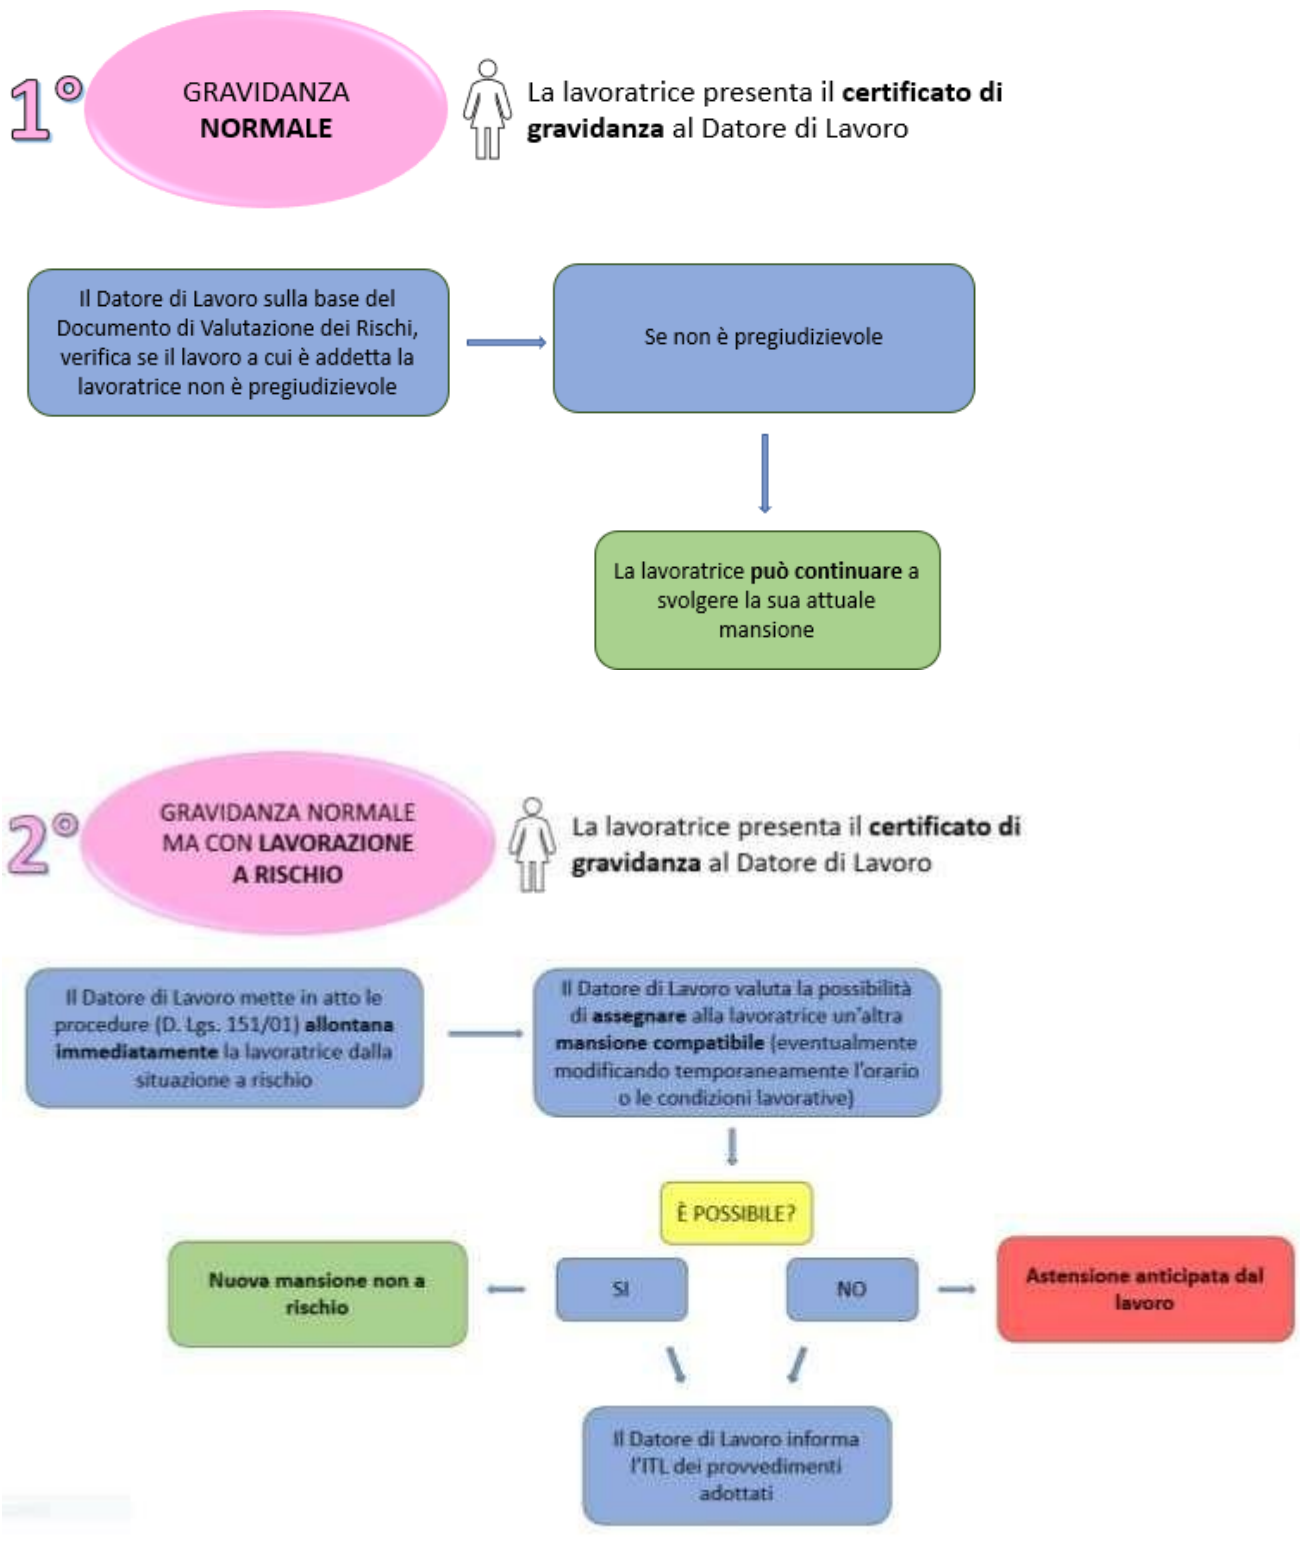 1°
GRAVIDANZA
NORMALE
La lavoratrice presenta il certificato di
gravidanza al Datore di Lavoro
Il Datore di Lavoro sulla base del
Documento di Valutazione dei Rischi,
verifica se il lavoro a cui è addetta la
lavoratrice non è pregiudizievole
Se non è pregiudizievole
La lavoratrice può continuare a
svolgere la sua attuale
mansione
2°
GRAVIDANZA NORMALE
MA CON LAVORAZIONE
A RISCHIO
La lavoratrice presenta il certificato di
gravidanza al Datore di Lavoro
Il Datore di Lavoro mette in atto le
procedure (D. Lgs. 151/01) allontana
immediatamente la lavoratrice dalla
situazione a rischio
Il Datore di Lavoro valuta la possibilità
di assegnare alla lavoratrice un'altra
mansione compatibile (eventualmente
modificando temporaneamente l'orario
o le condizioni lavorative)
È POSSIBILE?
Nuova mansione non a
rischio
SI
NO
Astensione anticipata dal
lavoro
Il Datore di Lavoro informa
l'ITL dei provvedimenti
adottati